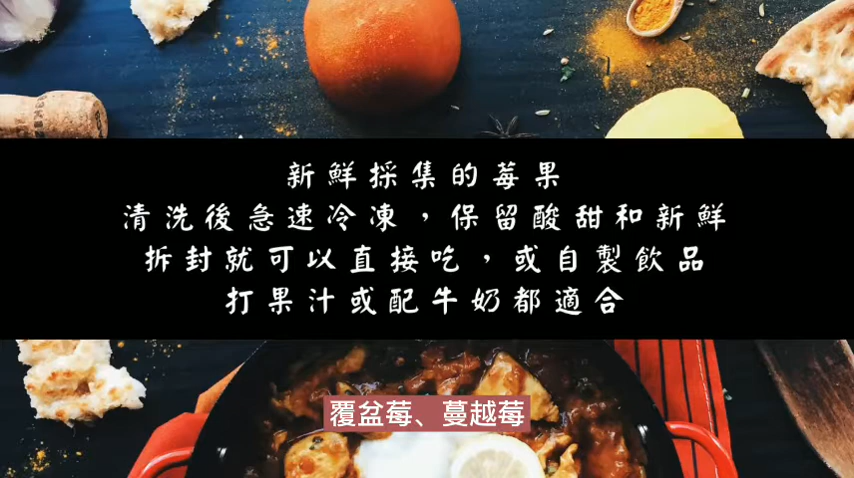 新鮮採集的莓果
清洗後急速冷凍，保留酸甜和新鮮
拆封就可以直接吃，或自製飲品
打果汁或配牛奶都適合
覆盆莓、蔓越莓